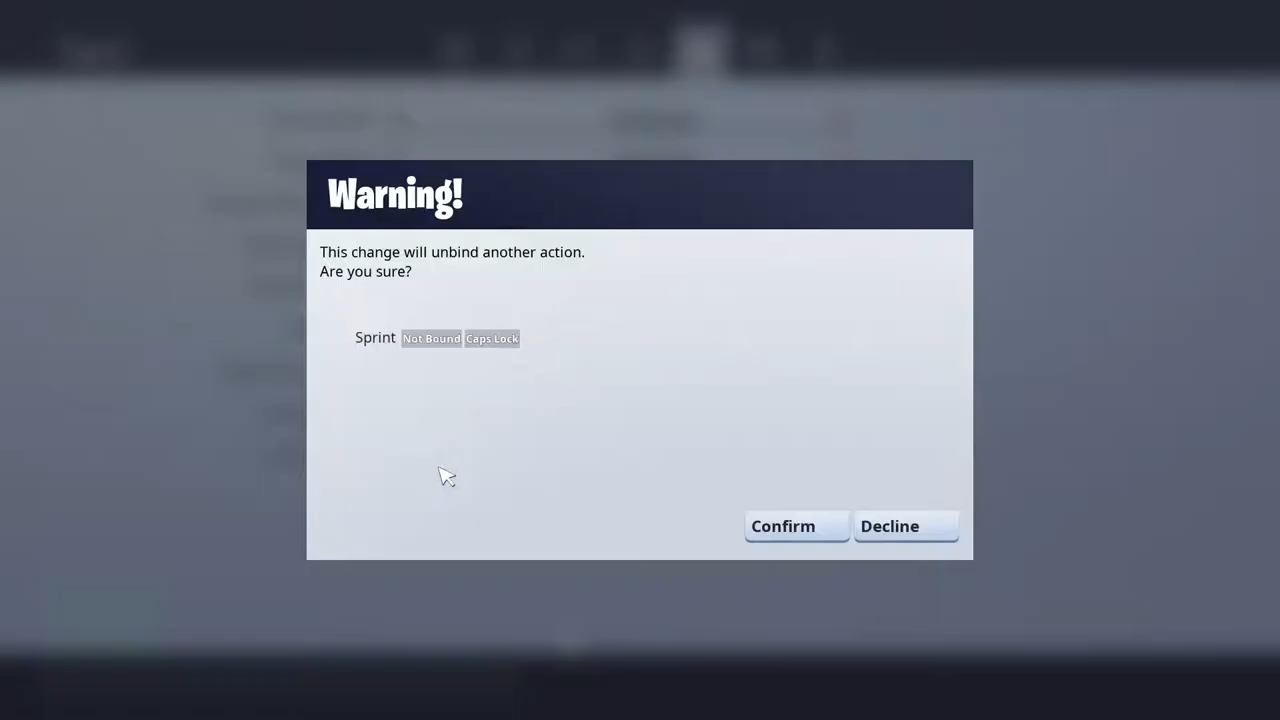 Warning!
This change will unbind another action.
Are you sure?
Sprint Not Bound Caps Lock
Confirm Decline